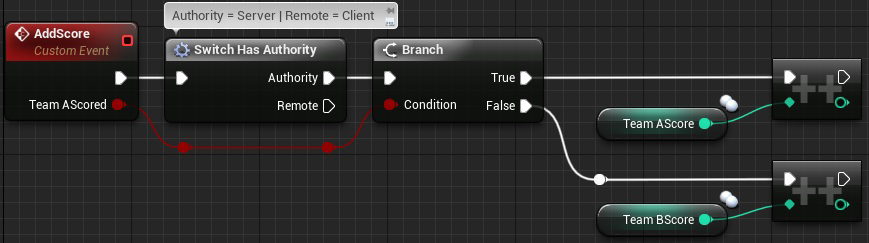 Authority = Server | Remote = Client
AddScore
Custom Event
Team AScored
Switch Has Authority
Authority
Remote
Branch
Condition
True
False
Team AScore
++
Team BScore
++